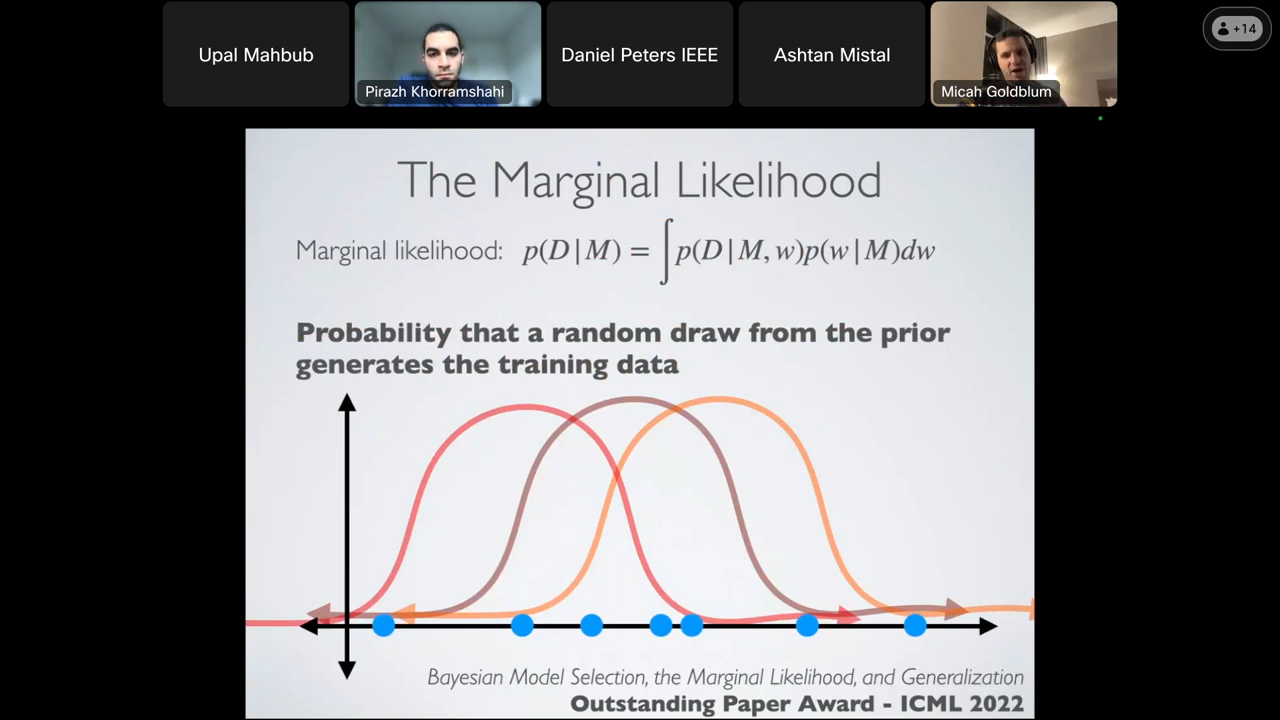 Upal Mahbub
Pirazh Khorramshahi
Daniel Peters IEEE
Ashtan Mistal
Micah Goldblum
+14
The Marginal Likelihood
Marginal likelihood: p(D|M) = ∫p(D|M, w)p(w|M)dw
Probability that a random draw from the prior
generates the training data
Bayesian Model Selection, the Marginal Likelihood, and Generalization
Outstanding Paper Award - ICML 2022